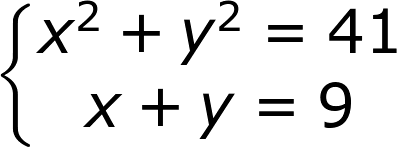 x² + y² = 41
x + y = 9